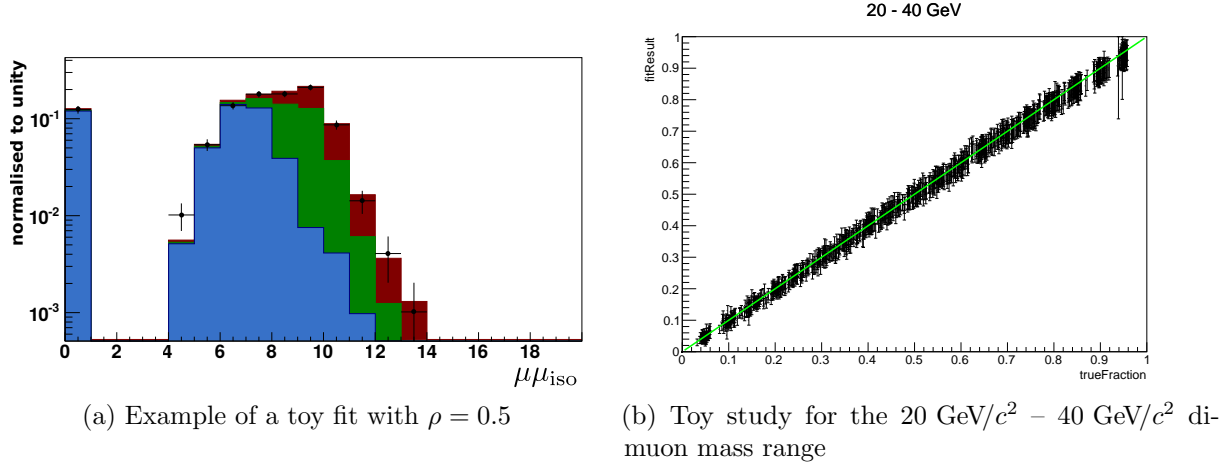 20 - 40 GeV
normalised to unity
10⁻¹
10⁻²
10⁻³
0 2 4 6 8 10 12 14 16 18
μμ_iso
fitResult
1
0.9
0.8
0.7
0.6
0.5
0.4
0.3
0.2
0.1
0
0 0.1 0.2 0.3 0.4 0.5 0.6 0.7 0.8 0.9 1
trueFraction
(a) Example of a toy fit with ρ = 0.5
(b) Toy study for the 20 GeV/c² – 40 GeV/c² di-
muon mass range